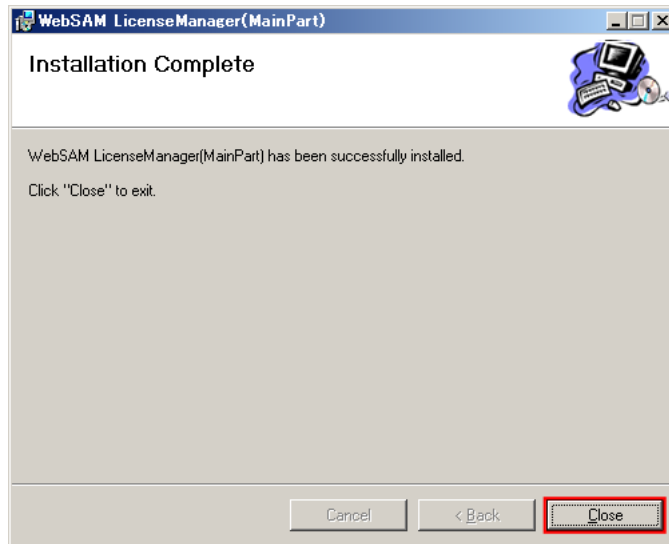 WebSAM LicenseManager(MainPart)
Installation Complete
WebSAM LicenseManager(MainPart) has been successfully installed.
Click "Close" to exit.
Cancel
< Back
Close